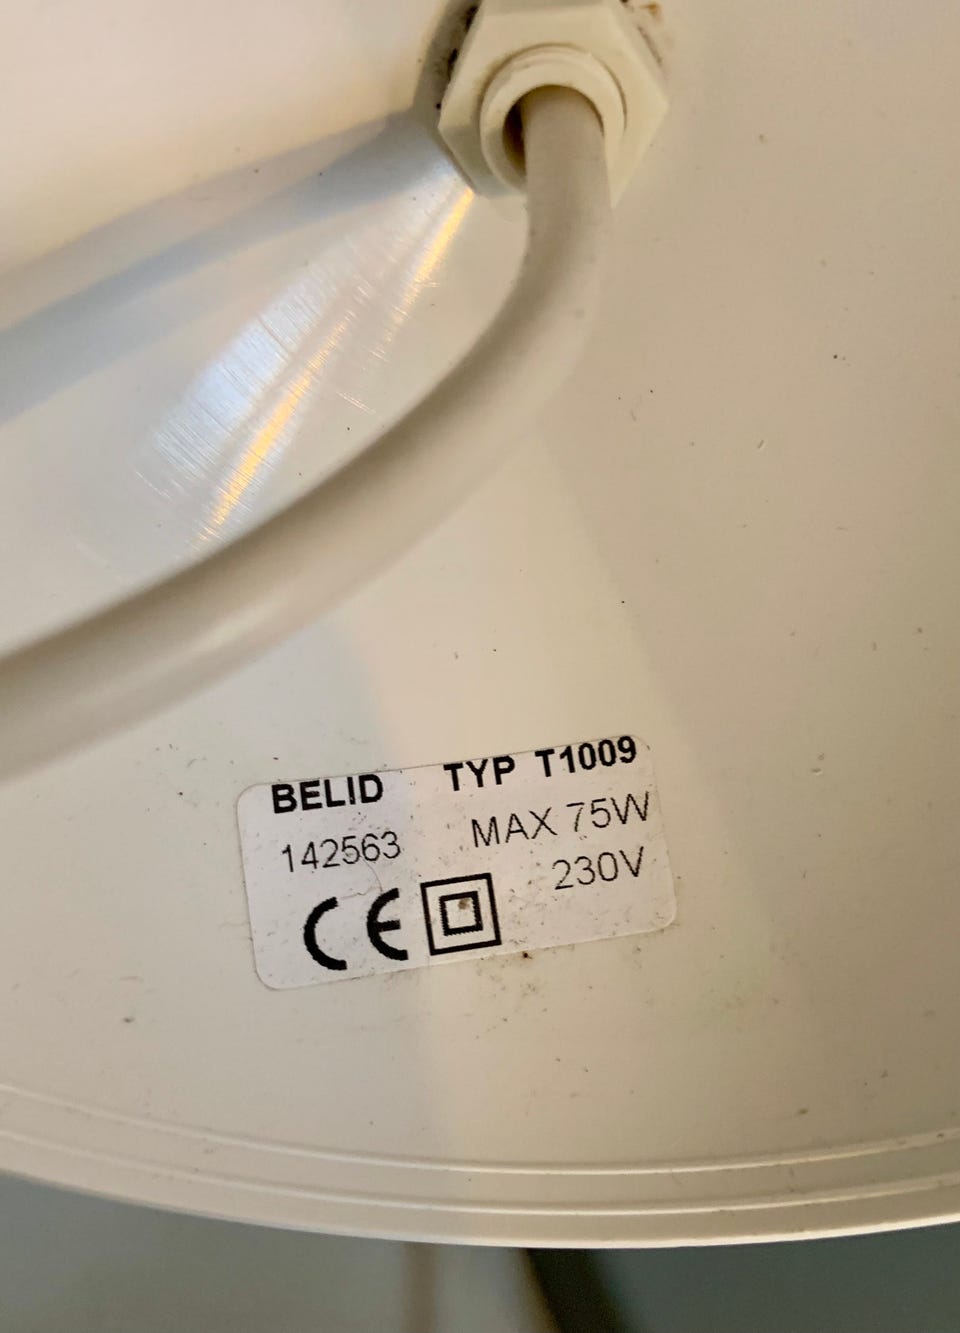 BELID TYP T1009
142563 MAX 75W
CE 230V